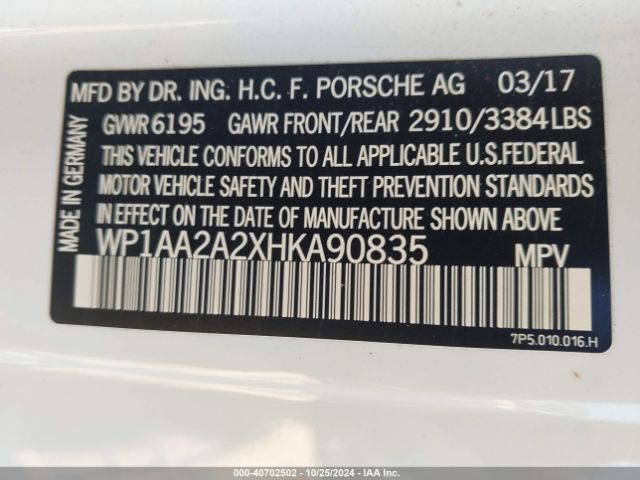 MFD BY DR. ING. H.C. F. PORSCHE AG 03/17
GVWR 6195 GAWR FRONT/REAR 2910/3384 LBS
THIS VEHICLE CONFORMS TO ALL APPLICABLE U.S.FEDERAL
MOTOR VEHICLE SAFETY AND THEFT PREVENTION STANDARDS
IN EFFECT ON THE DATE OF MANUFACTURE SHOWN ABOVE
WP1AA2A2XHKA90835 MPV
MADE IN GERMANY
7P5.010.016.H
000-40702502 - 10/25/2024 - IAA Inc.